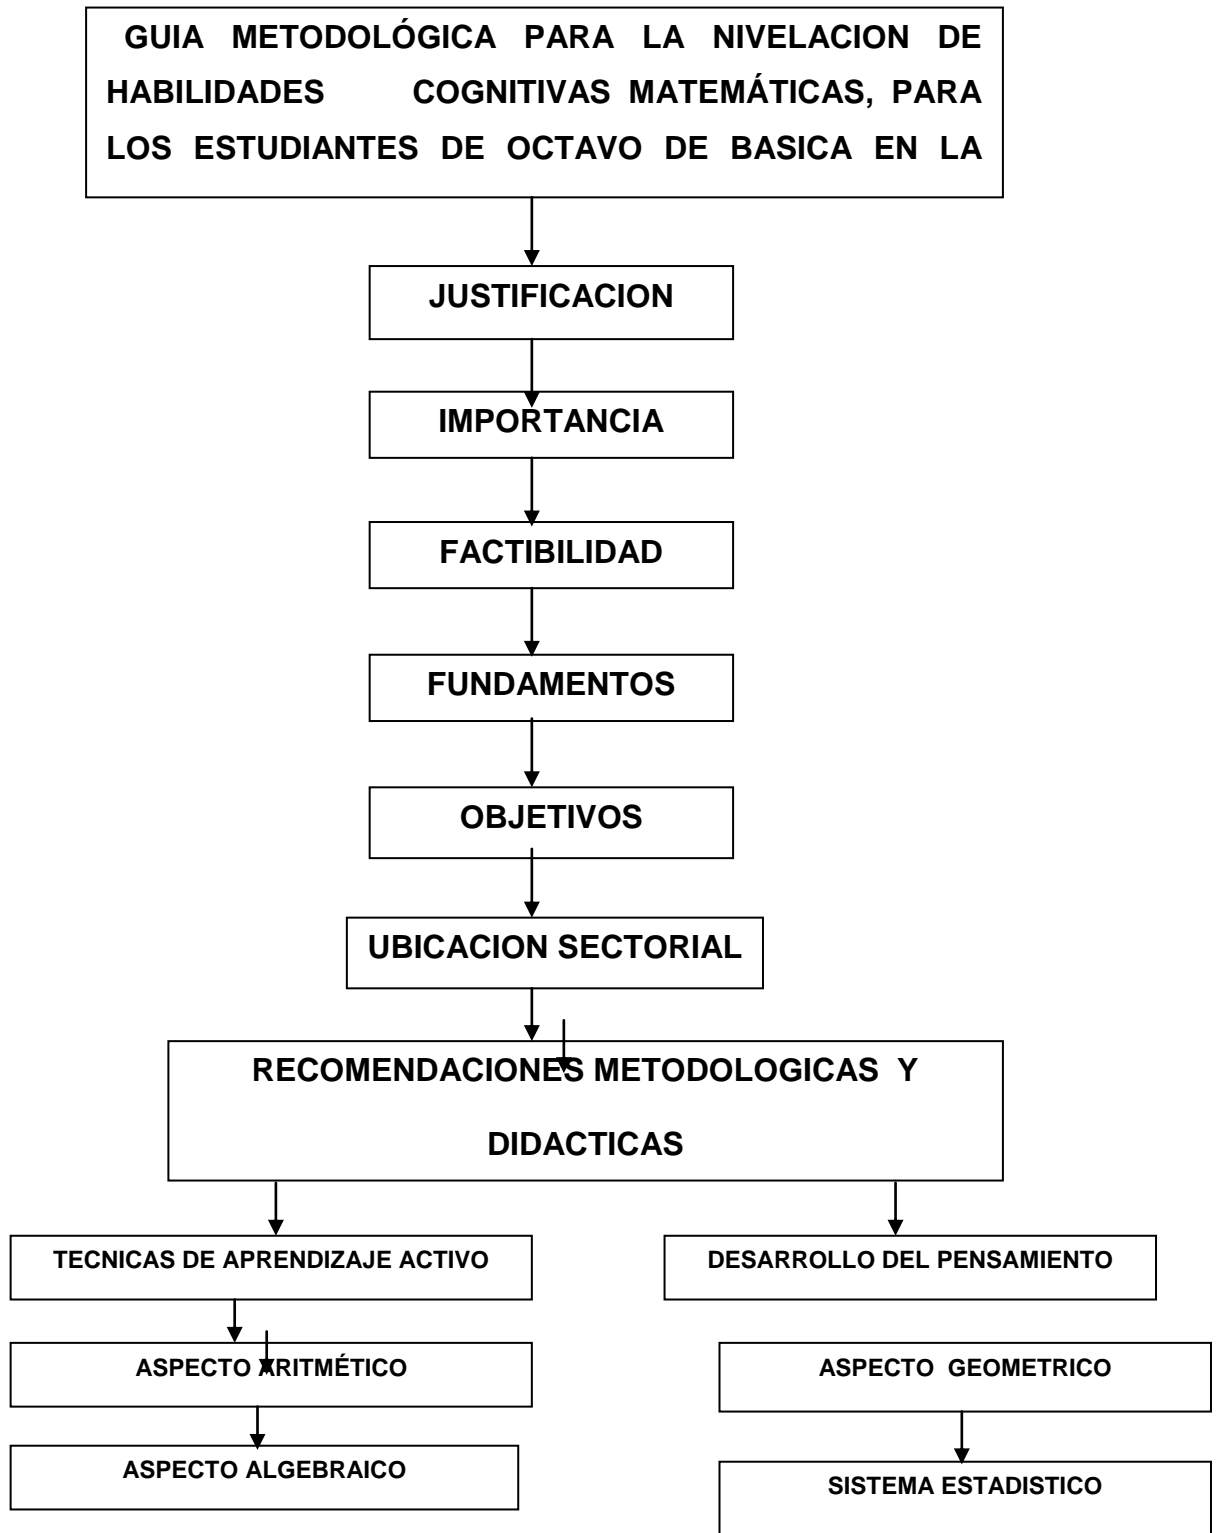 GUIA METODOLÓGICA PARA LA NIVELACION DE
HABILIDADES COGNITIVAS MATEMÁTICAS, PARA
LOS ESTUDIANTES DE OCTAVO DE BASICA EN LA
JUSTIFICACION
IMPORTANCIA
FACTIBILIDAD
FUNDAMENTOS
OBJETIVOS
UBICACION SECTORIAL
RECOMENDACIONES METODOLOGICAS Y
DIDACTICAS
TECNICAS DE APRENDIZAJE ACTIVO
DESARROLLO DEL PENSAMIENTO
ASPECTO ARITMÉTICO
ASPECTO GEOMETRICO
ASPECTO ALGEBRAICO
SISTEMA ESTADISTICO